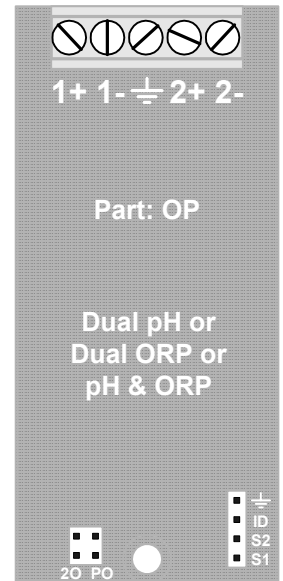 1+ 1- ⏚ 2+ 2-
Part: OP
Dual pH or
Dual ORP or
pH & ORP
⏚
ID
S2
S1
2O PO